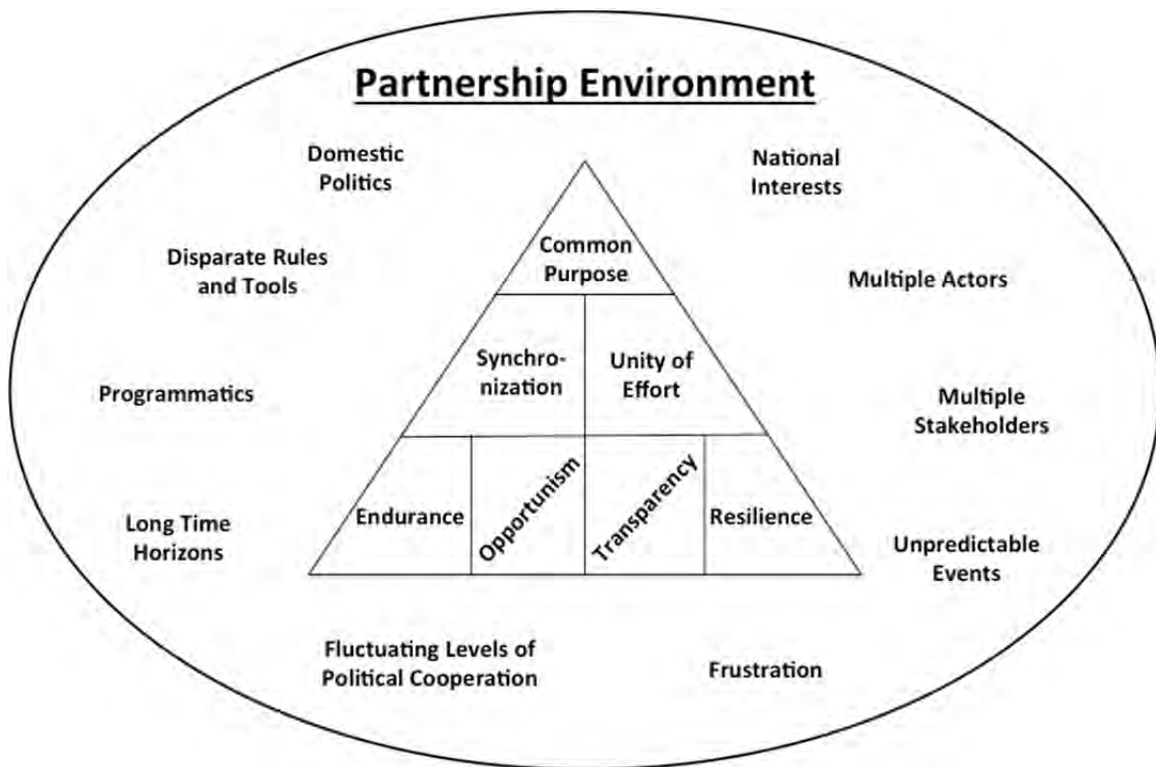 Partnership Environment
Domestic
Politics
National
Interests
Disparate Rules
and Tools
Common
Purpose
Multiple Actors
Programmatics
Synchro-
nization
Unity of
Effort
Multiple
Stakeholders
Long Time
Horizons
Endurance
Opportunism
Transparency
Resilience
Unpredictable
Events
Fluctuating Levels of
Political Cooperation
Frustration